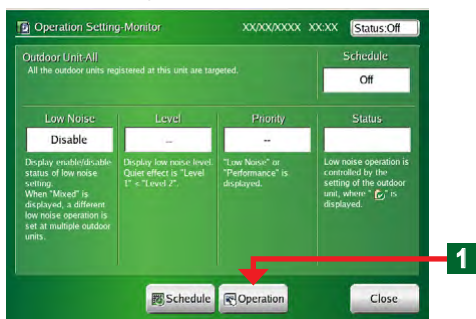 Operation Setting-Monitor XX/XX/XXXX XX:XX Status:Off
Outdoor Unit-All
All the outdoor units registered at this unit are targeted.
Schedule
Off
Low Noise
Disable
Display enable/disable
status of low noise
setting.
When "Mixed" is
displayed, a different
low noise operation is
set at multiple outdoor
units.
Level
--
Display low noise level.
Quiet effect is "Level
1" < "Level 2".
Priority
--
"Low Noise" or
"Performance" is
displayed.
Status
Low noise operation is
controlled by the
setting of the outdoor
unit, where " " is
displayed.
1
Schedule Operation Close